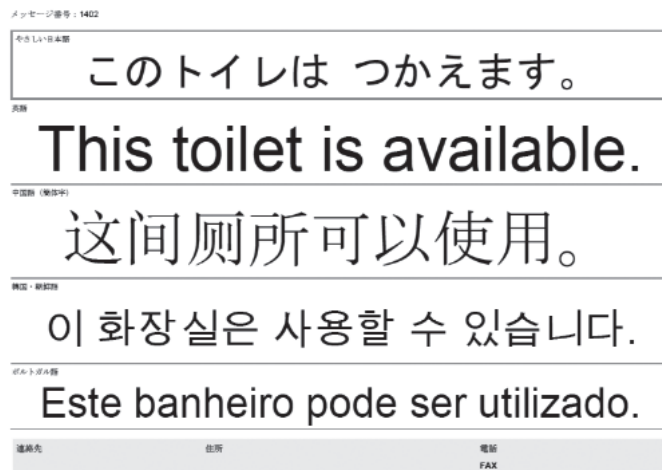 メッセージ番号：1402
やさしい日本語
このトイレは つかえます。
英語
This toilet is available.
中国語（簡体字）
这间厕所可以使用。
韓国・朝鮮語
이 화장실은 사용할 수 있습니다.
ポルトガル語
Este banheiro pode ser utilizado.
連絡先 住所 電話
FAX